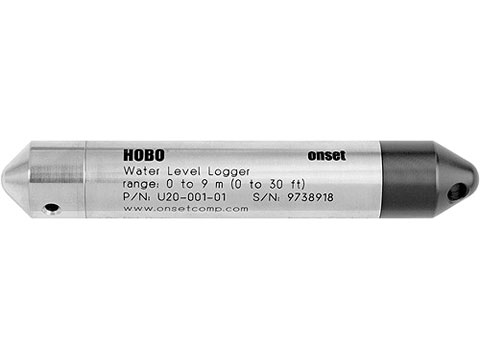 HOBO® onset
Water Level Logger
range: 0 to 9 m (0 to 30 ft)
P/N: U20-001-01 S/N: 9738918
www.onsetcomp.com